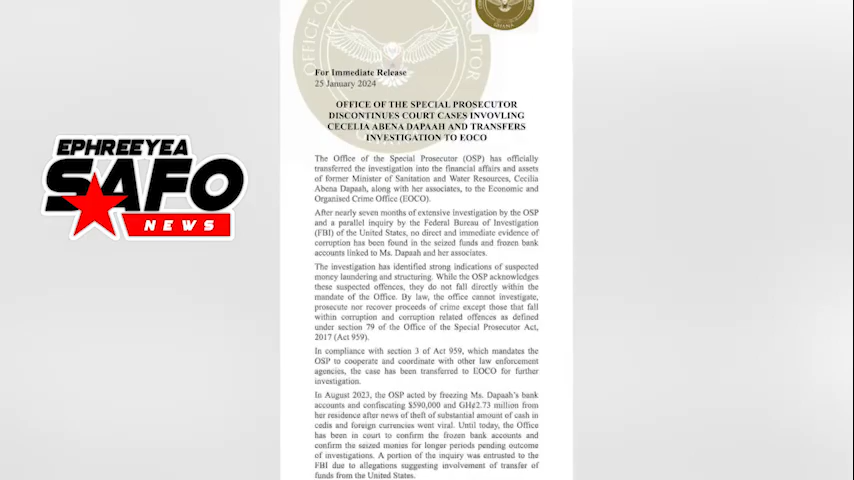 OFFICE OF THE SPECIAL PROSECUTOR
GHANA
EPHREEYEA
SAFO
NEWS
For Immediate Release
25 January 2024
OFFICE OF THE SPECIAL PROSECUTOR
DISCONTINUES COURT CASES INVOVLING
CECELIA ABENA DAPAAH AND TRANSFERS
INVESTIGATION TO EOCO
The Office of the Special Prosecutor (OSP) has officially
transferred the investigation into the financial affairs and assets
of former Minister of Sanitation and Water Resources, Cecilia
Abena Dapaah, along with her associates, to the Economic and
Organised Crime Office (EOCO).
After nearly seven months of extensive investigation by the OSP
and a parallel inquiry by the Federal Bureau of Investigation
(FBI) of the United States, no direct and immediate evidence of
corruption has been found in the seized funds and frozen bank
accounts linked to Ms. Dapaah and her associates.
The investigation has identified strong indications of suspected
money laundering and structuring. While the OSP acknowledges
these suspected offences, they do not fall directly within the
mandate of the Office. By law, the office cannot investigate,
prosecute nor recover proceeds of crime except those that fall
within corruption and corruption related offences as defined
under section 79 of the Office of the Special Prosecutor Act,
2017 (Act 959).
In compliance with section 3 of Act 959, which mandates the
OSP to cooperate and coordinate with other law enforcement
agencies, the case has been transferred to EOCO for further
investigation.
In August 2023, the OSP acted by freezing Ms. Dapaah's bank
accounts and confiscating $590,000 and GH¢2.73 million from
her residence after news of theft of substantial amount of cash in
cedis and foreign currencies went viral. Until today, the Office
has been in court to confirm the frozen bank accounts and
confirm the seized monies for longer periods pending outcome
of investigations. A portion of the inquiry was entrusted to the
FBI due to allegations suggesting involvement of transfer of
funds from the United States.